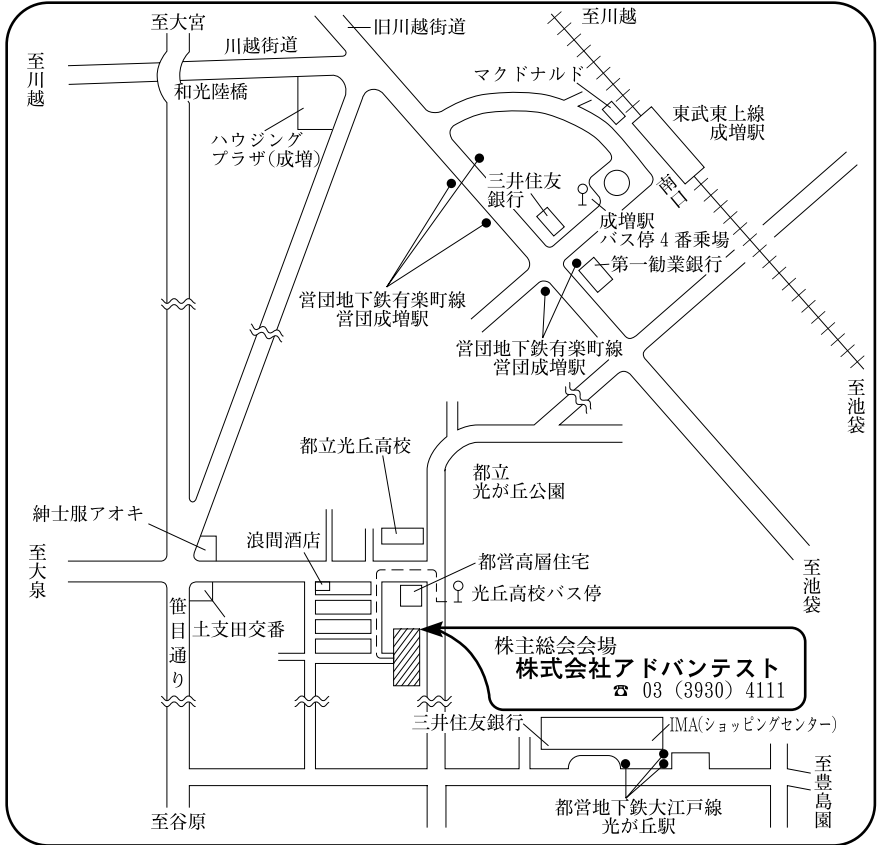 至大宮
旧川越街道
至川越
川越街道
至川越
マクドナルド
和光陸橋
東武東上線
成増駅
ハウジング
プラザ(成増)
三井住友
銀行
南口
成増駅
バス停4番乗場
第一勧業銀行
営団地下鉄有楽町線
営団成増駅
営団地下鉄有楽町線
営団成増駅
至池袋
都立光丘高校
都立
光が丘公園
紳士服アオキ
浪間酒店
至大泉
都営高層住宅
至池袋
光丘高校バス停
笹目通り
土支田交番
株主総会会場
株式会社アドバンテスト
☎ 03 (3930) 4111
三井住友銀行
IMA(ショッピングセンター)
至豊島園
都営地下鉄大江戸線
光が丘駅
至谷原